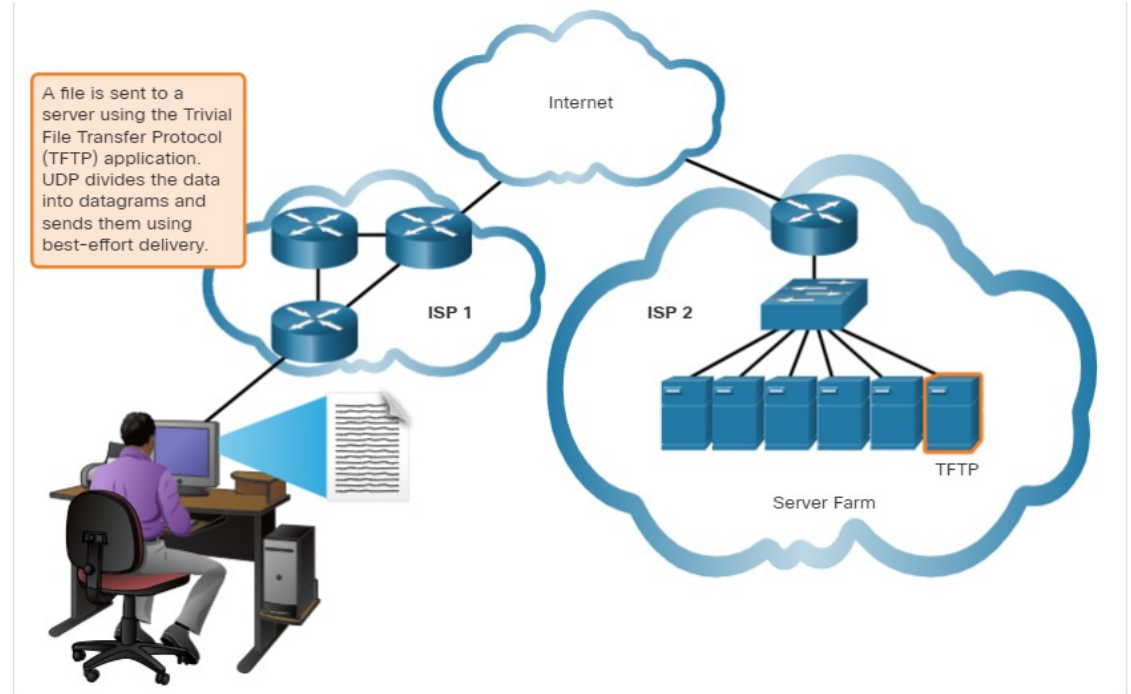 A file is sent to a
server using the Trivial
File Transfer Protocol
(TFTP) application.
UDP divides the data
into datagrams and
sends them using
best-effort delivery.
Internet
ISP 1
ISP 2
TFTP
Server Farm